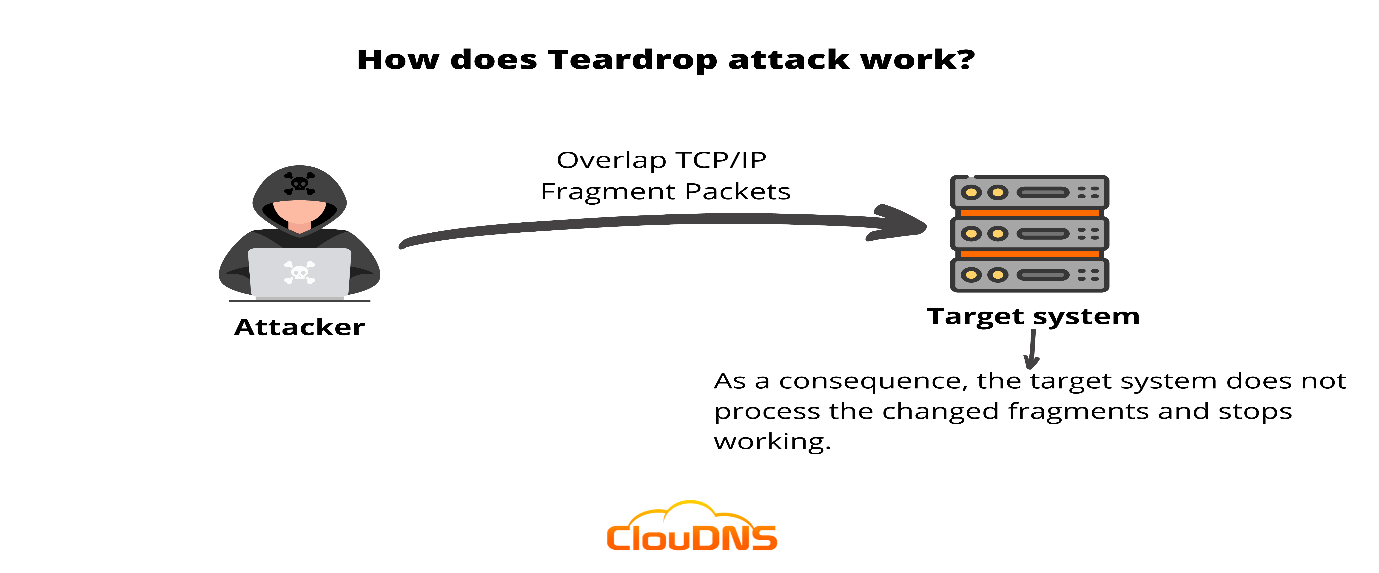 How does Teardrop attack work?
Overlap TCP/IP
Fragment Packets
Attacker
Target system
As a consequence, the target system does not
process the changed fragments and stops
working.
ClouDNS